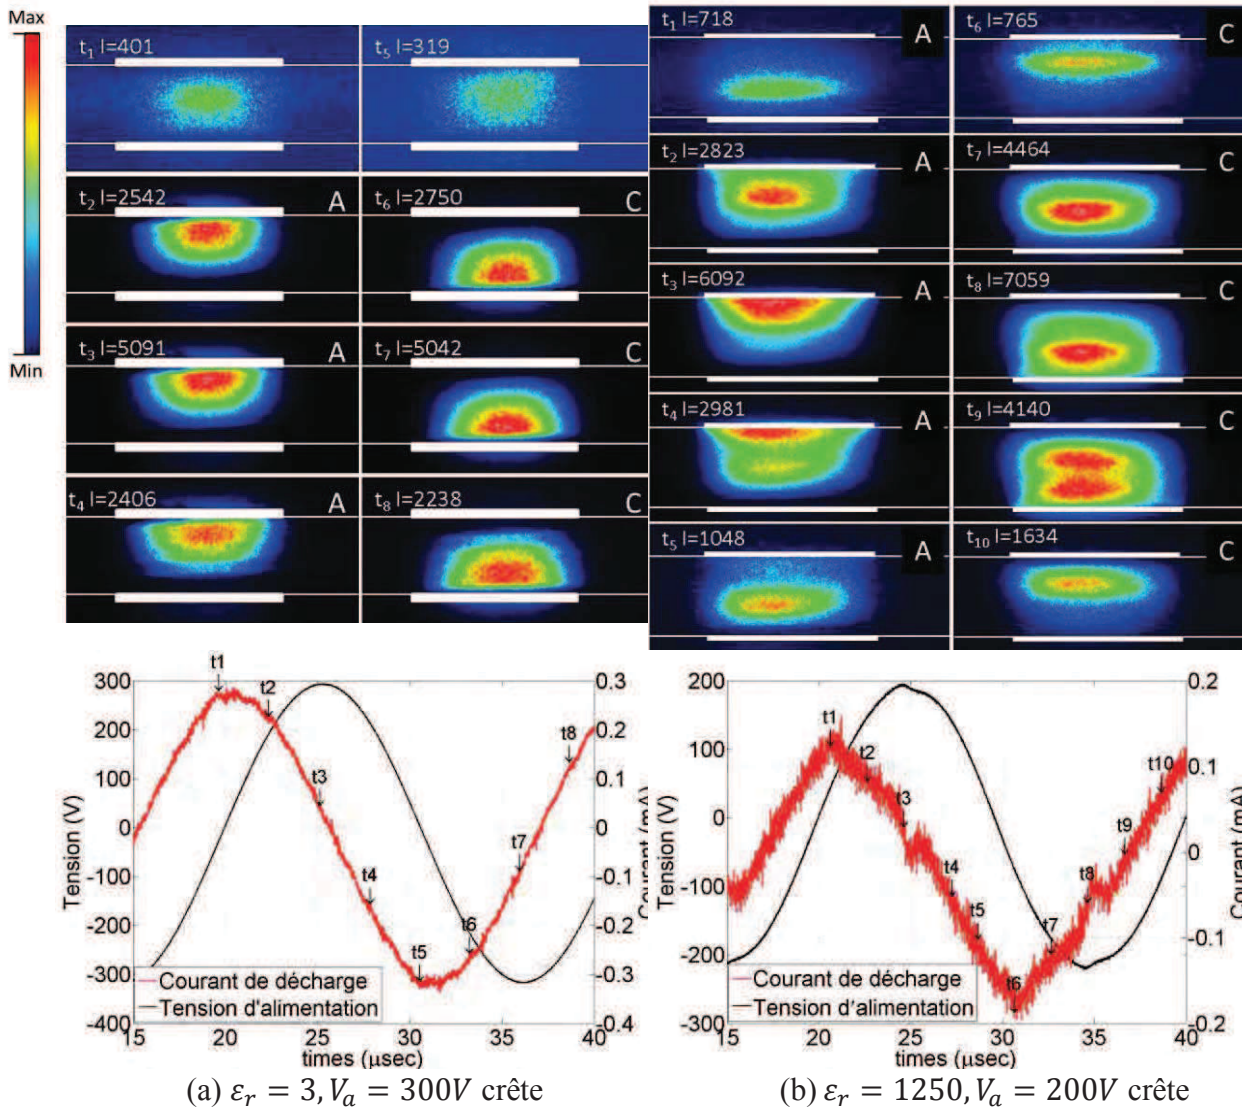 Max
Min
t₁ I=401
t₅ I=319
t₂ I=2542
A
t₆ I=2750
C
t₃ I=5091
A
t₇ I=5042
C
t₄ I=2406
A
t₈ I=2238
C
t₁ I=718
A
t₆ I=765
C
t₂ I=2823
A
t₇ I=4464
C
t₃ I=6092
A
t₈ I=7059
C
t₄ I=2981
A
t₉ I=4140
C
t₅ I=1048
A
t₁₀ I=1634
C
Tension (V)
300
200
100
0
-100
-200
-300
-400
t1
t2
t3
t4
t5
t6
t7
t8
0.3
0.2
0.1
0
-0.1
-0.2
-0.3
-0.4
Courant (mA)
Courant de décharge
Tension d'alimentation
15 20 25 30 35 40
times (μsec)
(a) εᵣ = 3, Vₐ = 300V crête
Tension (V)
200
100
0
-100
-200
-300
t1
t2
t3
t4
t5
t6
t7
t8
t9
t10
0.2
0.1
0
-0.1
-0.2
Courant (mA)
Courant de décharge
Tension d'alimentation
15 20 25 30 35 40
times (μsec)
(b) εᵣ = 1250, Vₐ = 200V crête